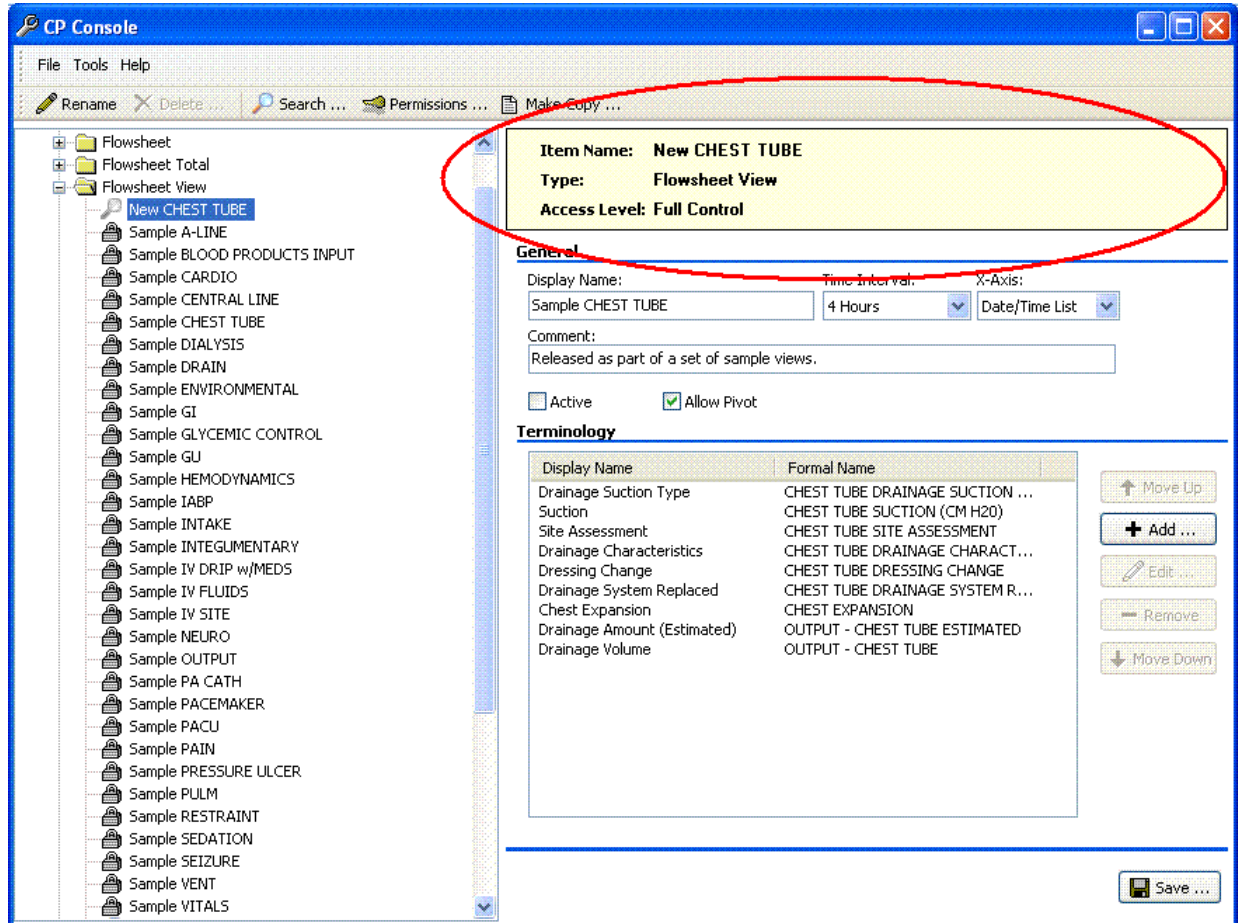 CP Console
File Tools Help
Rename Delete ... Search ... Permissions ... Make Copy ...
Flowsheet
Flowsheet Total
Flowsheet View
New CHEST TUBE
Sample A-LINE
Sample BLOOD PRODUCTS INPUT
Sample CARDIO
Sample CENTRAL LINE
Sample CHEST TUBE
Sample DIALYSIS
Sample DRAIN
Sample ENVIRONMENTAL
Sample GI
Sample GLYCEMIC CONTROL
Sample GU
Sample HEMODYNAMICS
Sample IABP
Sample INTAKE
Sample INTEGUMENTARY
Sample IV DRIP w/MEDS
Sample IV FLUIDS
Sample IV SITE
Sample NEURO
Sample OUTPUT
Sample PA CATH
Sample PACEMAKER
Sample PACU
Sample PAIN
Sample PRESSURE ULCER
Sample PULM
Sample RESTRAINT
Sample SEDATION
Sample SEIZURE
Sample VENT
Sample VITALS
Item Name: New CHEST TUBE
Type: Flowsheet View
Access Level: Full Control
General
Display Name: Time Interval: X-Axis:
Sample CHEST TUBE 4 Hours Date/Time List
Comment:
Released as part of a set of sample views.
Active Allow Pivot
Terminology
Display Name Formal Name
Drainage Suction Type CHEST TUBE DRAINAGE SUCTION ...
Suction CHEST TUBE SUCTION (CM H20)
Site Assessment CHEST TUBE SITE ASSESSMENT
Drainage Characteristics CHEST TUBE DRAINAGE CHARACT...
Dressing Change CHEST TUBE DRESSING CHANGE
Drainage System Replaced CHEST TUBE DRAINAGE SYSTEM R...
Chest Expansion CHEST EXPANSION
Drainage Amount (Estimated) OUTPUT - CHEST TUBE ESTIMATED
Drainage Volume OUTPUT - CHEST TUBE
Move Up
Add ...
Edit ...
Remove
Move Down
Save ...